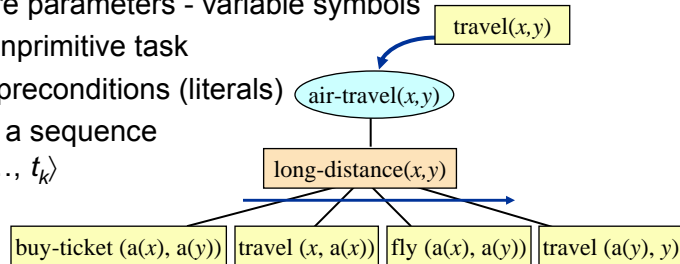 re parameters - variable symbols
nprimitive task
preconditions (literals)
a sequence
.., tk⟩
travel(x,y)
air-travel(x,y)
long-distance(x,y)
buy-ticket (a(x), a(y)) travel (x, a(x)) fly (a(x), a(y)) travel (a(y), y)